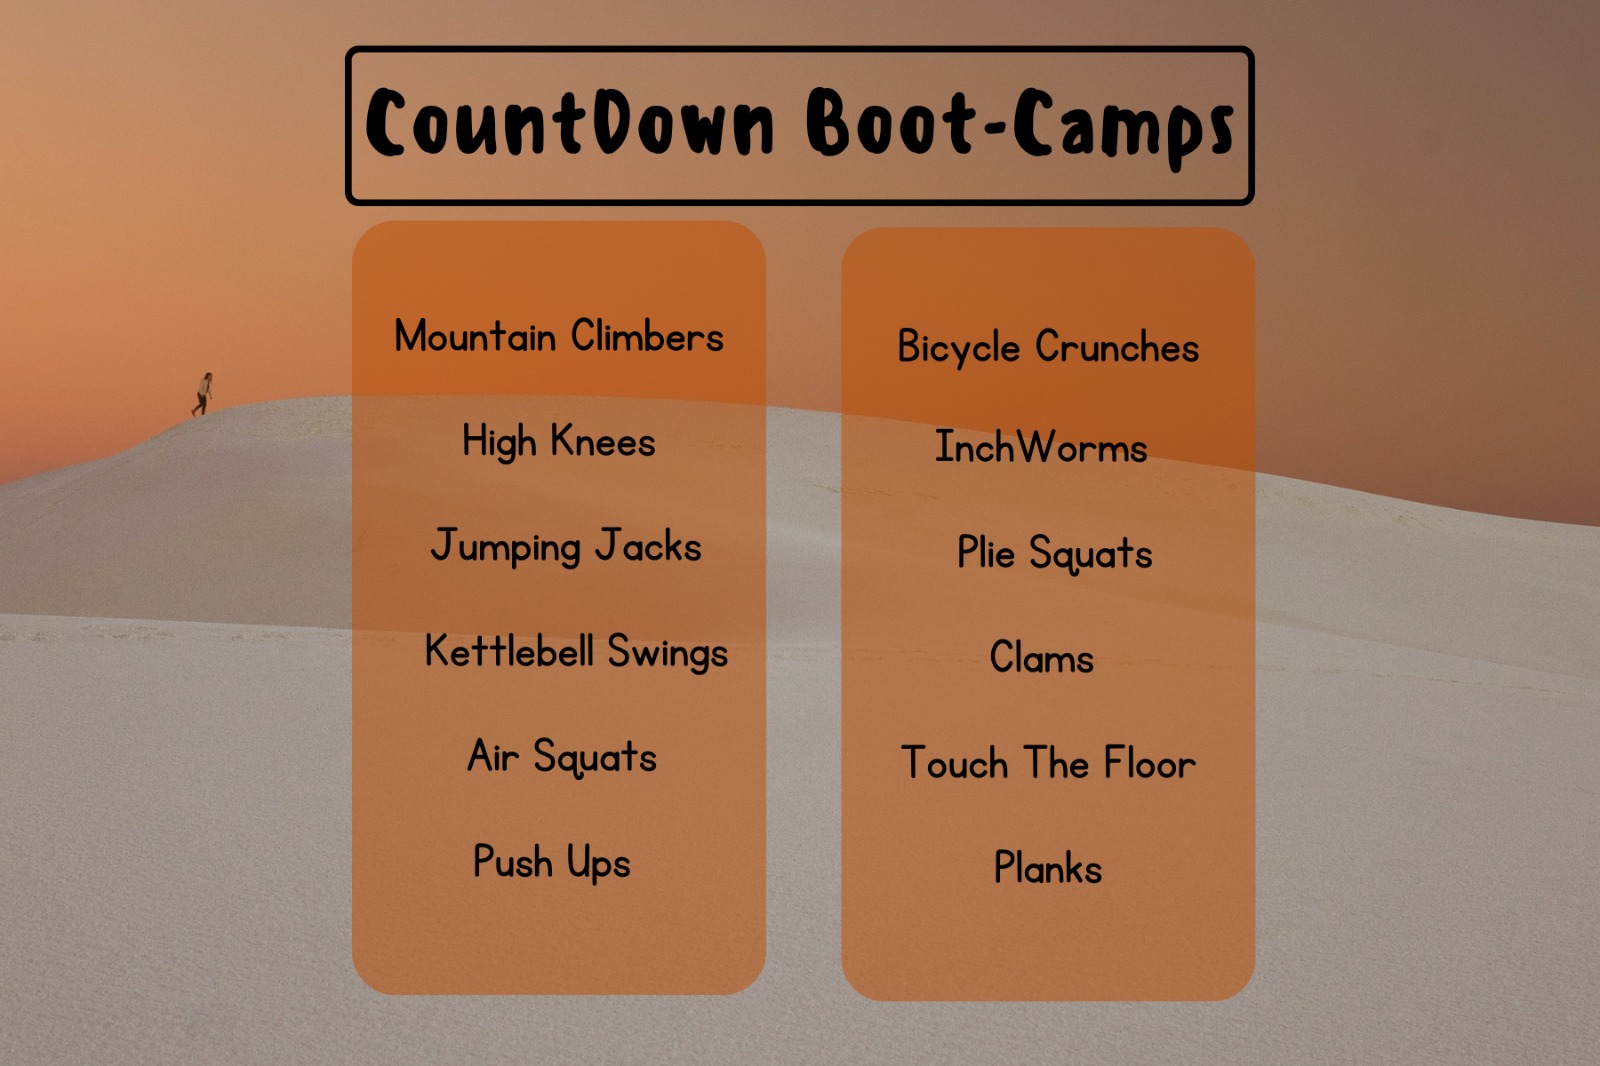 CountDown Boot-Camps
Mountain Climbers
High Knees
Jumping Jacks
Kettlebell Swings
Air Squats
Push Ups
Bicycle Crunches
InchWorms
Plie Squats
Clams
Touch The Floor
Planks